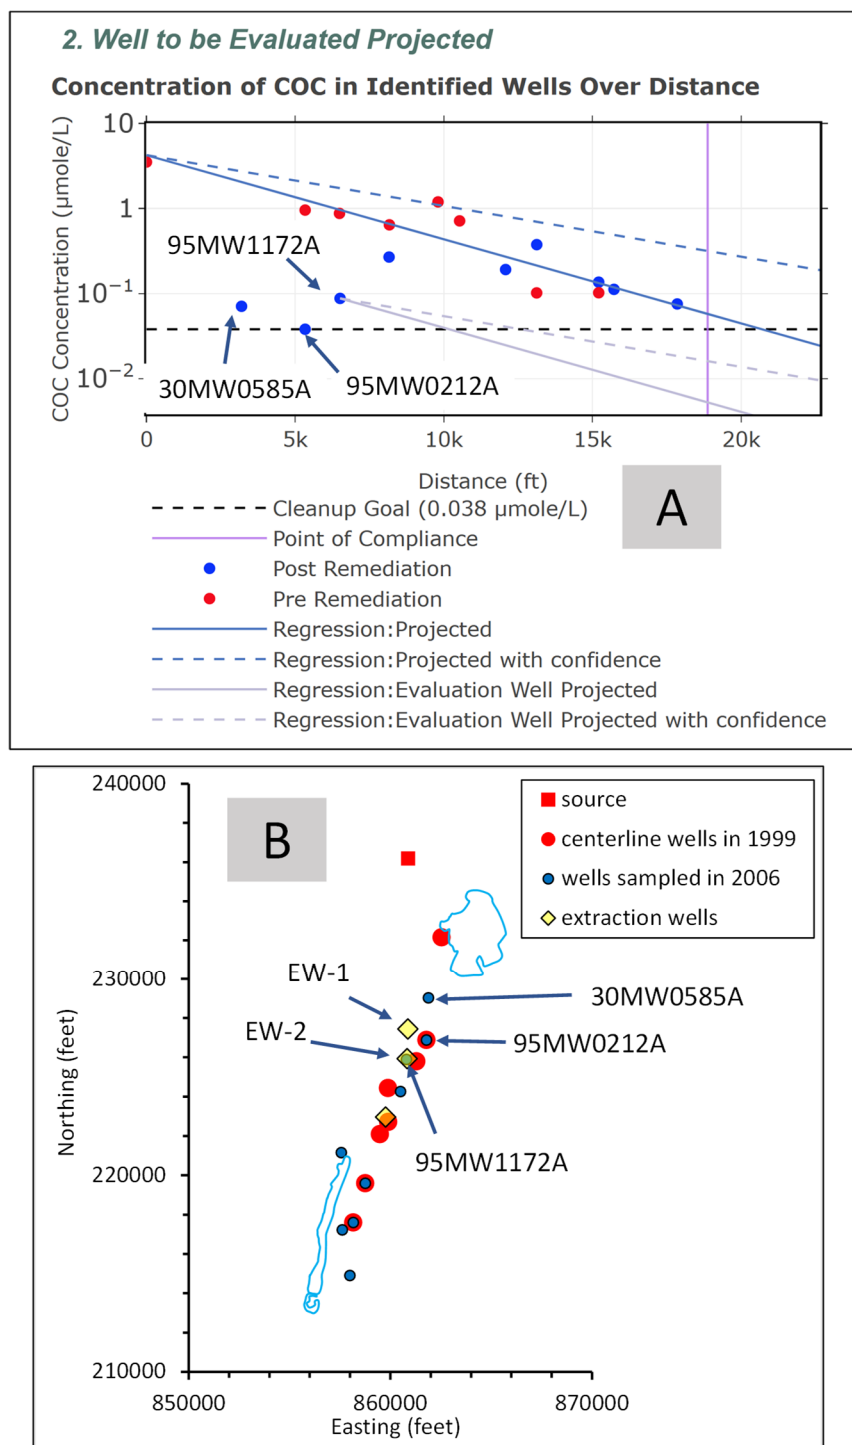 2. Well to be Evaluated Projected
Concentration of COC in Identified Wells Over Distance
COC Concentration (μmole/L)
10
1
10⁻¹
10⁻²
95MW1172A
30MW0585A
95MW0212A
0
5k
10k
15k
20k
Distance (ft)
A
Cleanup Goal (0.038 μmole/L)
Point of Compliance
Post Remediation
Pre Remediation
Regression:Projected
Regression:Projected with confidence
Regression:Evaluation Well Projected
Regression:Evaluation Well Projected with confidence
240000
B
source
centerline wells in 1999
wells sampled in 2006
extraction wells
230000
EW-1
30MW0585A
EW-2
95MW0212A
Northing (feet)
95MW1172A
220000
210000
850000
860000
870000
Easting (feet)